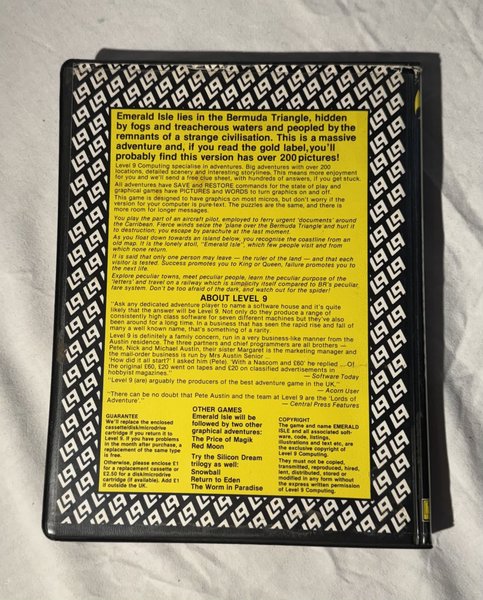 Emerald Isle lies in the Bermuda Triangle, hidden
by fogs and treacherous waters and peopled by the
remnants of a strange civilisation. This is a massive
adventure and, if you read the gold label, you'll
probably find this version has over 200 pictures!
Level 9 Computing specialise in adventures. Big adventures with over 200
locations, detailed scenery and interesting storylines. This means more enjoyment
for you and we'll send a free clue sheet, with hundreds of answers, if you get stuck.
All adventures have SAVE and RESTORE commands for the state of play and
graphical games have PICTURES and WORDS to turn graphics on and off.
This game is designed to have graphics on most micros, but don't worry if the
version for your computer is pure-text. The puzzles are the same, and there is
more room for longer messages.
You play the part of an aircraft pilot, employed to ferry urgent 'documents' around
the Carribean. Fierce winds seize the 'plane over the Bermuda Triangle and hurl it
to destruction; you escape by parachute at the last moment.
As you float down towards an island below, you recognise the coastline from an
old map. It is the lonely atoll, "Emerald Isle", which few people visit and from
which none return.
It is said that only one person may leave — the ruler of the land — and that each
visitor is tested. Success promotes you to King or Queen, failure promotes you to
the next life.
Explore peculiar towns, meet peculiar people, learn the peculiar purpose of the
'letters' and travel on a railway which is simplicity itself compared to BR's peculiar
fare system. Don't be too afraid of the dark, and watch out for the spider!
ABOUT LEVEL 9
"Ask any dedicated adventure player to name a software house and it's quite
likely that the answer will be Level 9. Not only do they produce a range of
consistently high class software for seven different machines but they've also
been around for a long time. In a business that has seen the rapid rise and fall of
many a well known name, that's something of a rarity.
Level 9 is definitely a family concern, run in a very business-like manner from the
Austin residence. The three partners and chief programmers are all brothers —
Pete, Nick and Michael Austin, their sister Margaret is the marketing manager and
the mail-order business is run by Mrs Austin Senior
'How did it all start?' I asked him (Pete). 'With a Nascom and £60' he replied ...Of
the original £60, £20 went on tapes and £20 on classified advertisements in
hobbyist magazines."
— Software Today
"Level 9 (are) arguably the producers of the best adventure game in the UK."
— Acorn User
"There can be no doubt that Pete Austin and the team at Level 9 are the 'Lords of
Adventure'."
— Central Press Features
GUARANTEE
We'll replace the enclosed
cassette/disk/microdrive
cartridge if you return it to
Level 9. If you have problems
in the month after purchase, a
replacement of the same type
is free.
Otherwise, please enclose £1
for a replacement cassette or
£2.50 for a disk/microdrive
cartridge (if available). Add £1
if outside the UK.
OTHER GAMES
Emerald Isle will be
followed by two other
graphical adventures:
The Price of Magik
Red Moon
Try the Silicon Dream
trilogy as well:
Snowball
Return to Eden
The Worm in Paradise
COPYRIGHT
The game and name EMERALD
ISLE and all associated soft-
ware, code, listings,
illustrations and text etc, are
the exclusive copyright of
Level 9 Computing.
They must not be copied,
transmitted, reproduced, hired,
lent, distributed, stored or
modified in any form without
the express written permission
of Level 9 Computing.